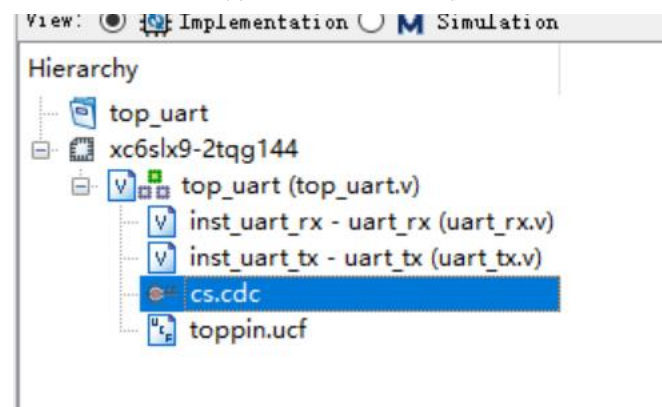 View: Implementation Simulation
Hierarchy
top_uart
xc6slx9-2tqg144
top_uart (top_uart.v)
inst_uart_rx - uart_rx (uart_rx.v)
inst_uart_tx - uart_tx (uart_tx.v)
cs.cdc
toppin.ucf